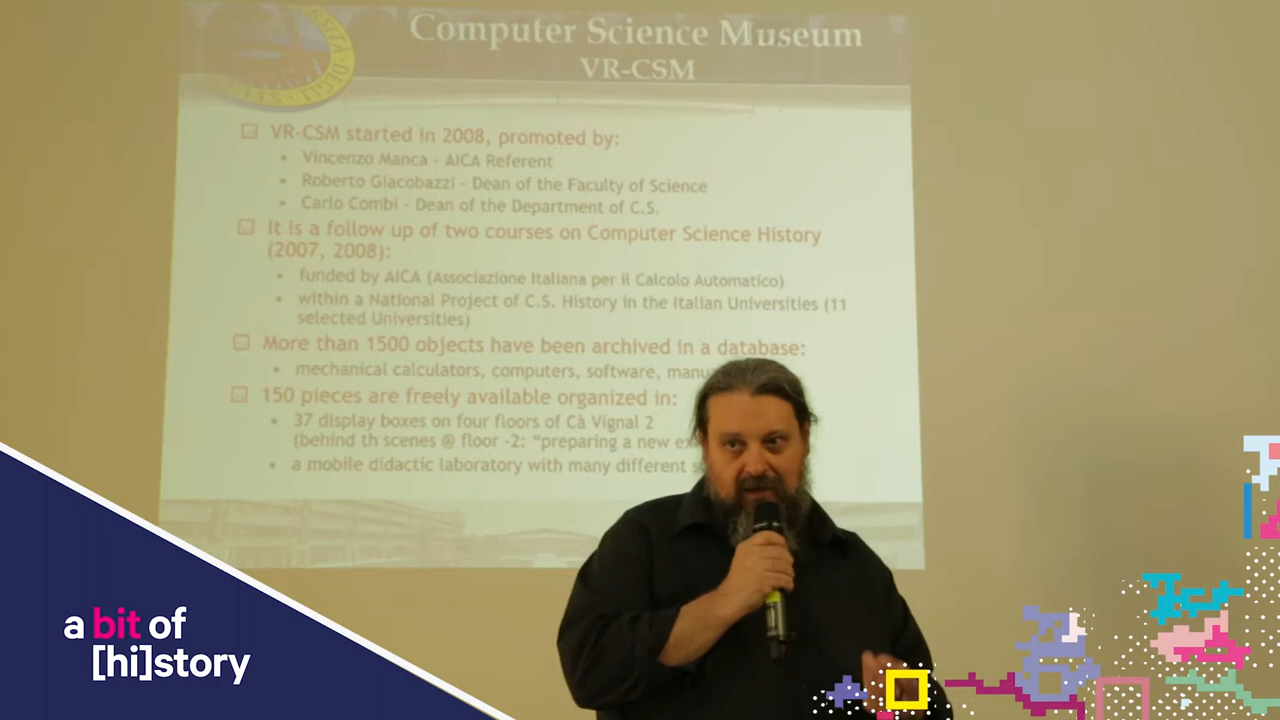 Computer Science Museum
VR-CSM
VR-CSM started in 2008, promoted by:
Vincenzo Manca - AICA Referent
Roberto Giacobazzi - Dean of the Faculty of Science
Carlo Combi - Dean of the Department of C.S.
It is a follow up of two courses on Computer Science History
(2007, 2008):
funded by AICA (Associazione Italiana per il Calcolo Automatico)
within a National Project of C.S. History in the Italian Universities (11
selected Universities)
More than 1500 objects have been archived in a database:
mechanical calculators, computers, software,
150 pieces are freely available organized in:
37 display boxes on four floors of Cà Vignal 2
(behind th scenes @ floor -2: "preparing a new
a mobile didactic laboratory with many different
a bit of
[hi]story